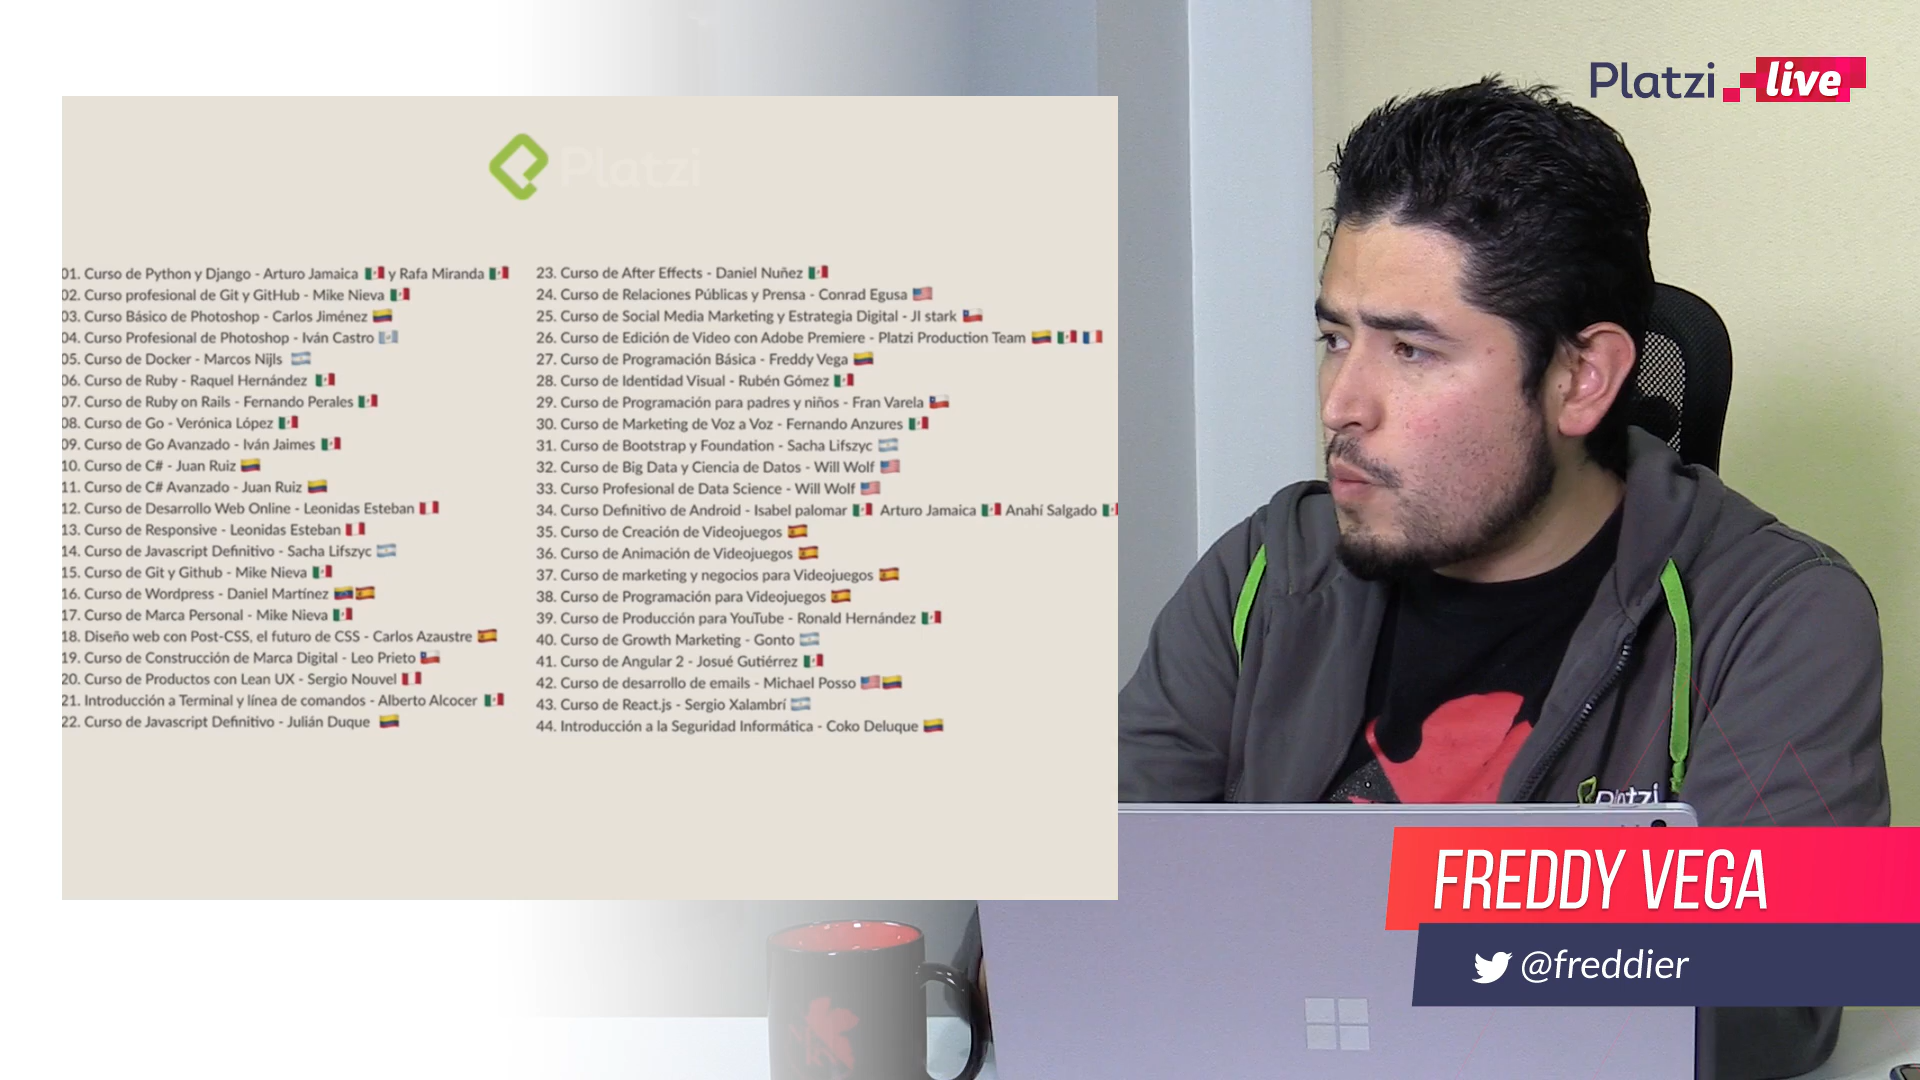 Platzi live
Platzi
01. Curso de Python y Django - Arturo Jamaica y Rafa Miranda
02. Curso profesional de Git y GitHub - Mike Nieva
03. Curso Básico de Photoshop - Carlos Jiménez
04. Curso Profesional de Photoshop - Iván Castro
05. Curso de Docker - Marcos Nijls
06. Curso de Ruby - Raquel Hernández
07. Curso de Ruby on Rails - Fernando Perales
08. Curso de Go - Verónica López
09. Curso de Go Avanzado - Iván Jaimes
10. Curso de C# - Juan Ruiz
11. Curso de C# Avanzado - Juan Ruiz
12. Curso de Desarrollo Web Online - Leonidas Esteban
13. Curso de Responsive - Leonidas Esteban
14. Curso de Javascript Definitivo - Sacha Lifszyc
15. Curso de Git y Github - Mike Nieva
16. Curso de Wordpress - Daniel Martínez
17. Curso de Marca Personal - Mike Nieva
18. Diseño web con Post-CSS, el futuro de CSS - Carlos Azaustre
19. Curso de Construcción de Marca Digital - Leo Prieto
20. Curso de Productos con Lean UX - Sergio Nouvel
21. Introducción a Terminal y línea de comandos - Alberto Alcocer
22. Curso de Javascript Definitivo - Julián Duque
23. Curso de After Effects - Daniel Nuñez
24. Curso de Relaciones Públicas y Prensa - Conrad Egusa
25. Curso de Social Media Marketing y Estrategia Digital - JI stark
26. Curso de Edición de Video con Adobe Premiere - Platzi Production Team
27. Curso de Programación Básica - Freddy Vega
28. Curso de Identidad Visual - Rubén Gómez
29. Curso de Programación para padres y niños - Fran Varela
30. Curso de Marketing de Voz a Voz - Fernando Anzures
31. Curso de Bootstrap y Foundation - Sacha Lifszyc
32. Curso de Big Data y Ciencia de Datos - Will Wolf
33. Curso Profesional de Data Science - Will Wolf
34. Curso Definitivo de Android - Isabel palomar Arturo Jamaica Anahí Salgado
35. Curso de Creación de Videojuegos
36. Curso de Animación de Videojuegos
37. Curso de marketing y negocios para Videojuegos
38. Curso de Programación para Videojuegos
39. Curso de Producción para YouTube - Ronald Hernández
40. Curso de Growth Marketing - Gonto
41. Curso de Angular 2 - Josué Gutiérrez
42. Curso de desarrollo de emails - Michael Posso
43. Curso de React.js - Sergio Xalambrí
44. Introducción a la Seguridad Informática - Coko Deluque
Platzi
FREDDY VEGA
@freddier